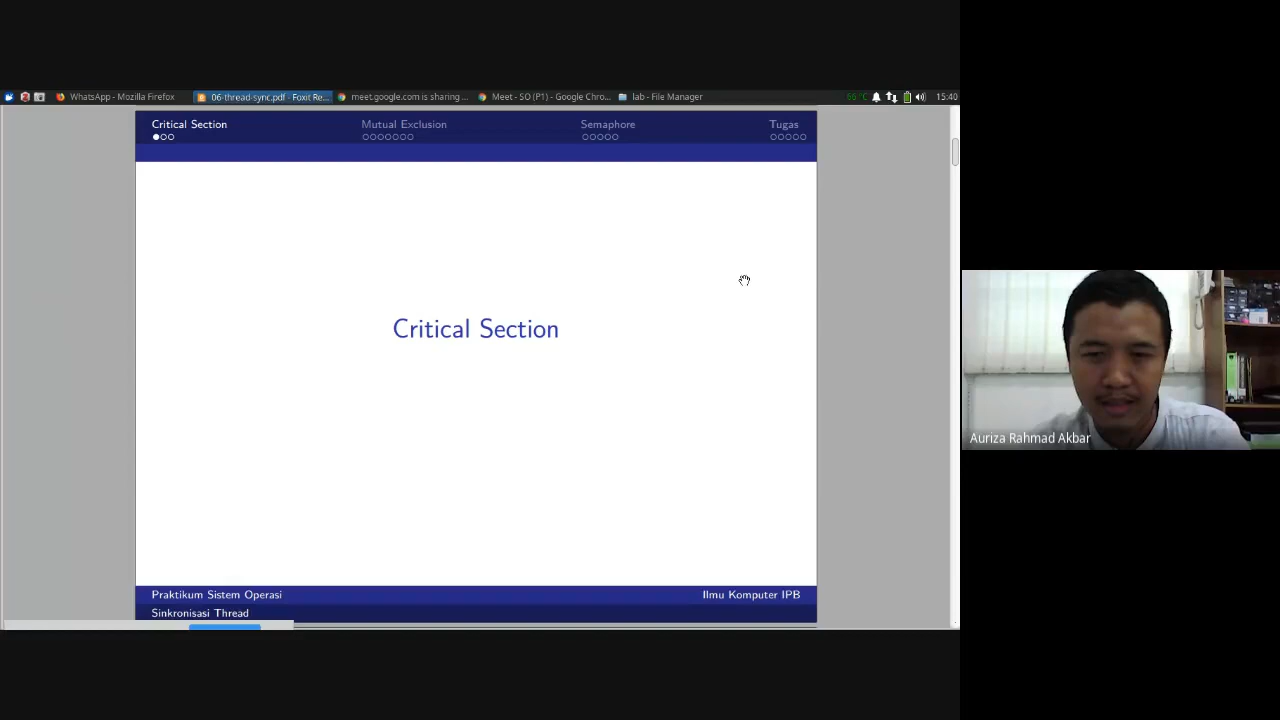 WhatsApp - Mozilla Firefox
06-thread-sync.pdf - Foxit Re...
meet.google.com is sharing ...
Meet - SO (P1) - Google Chro...
lab - File Manager
66°C
15:40
Critical Section
Mutual Exclusion
Semaphore
Tugas
Critical Section
Auriza Rahmad Akbar
Praktikum Sistem Operasi
Ilmu Komputer IPB
Sinkronisasi Thread